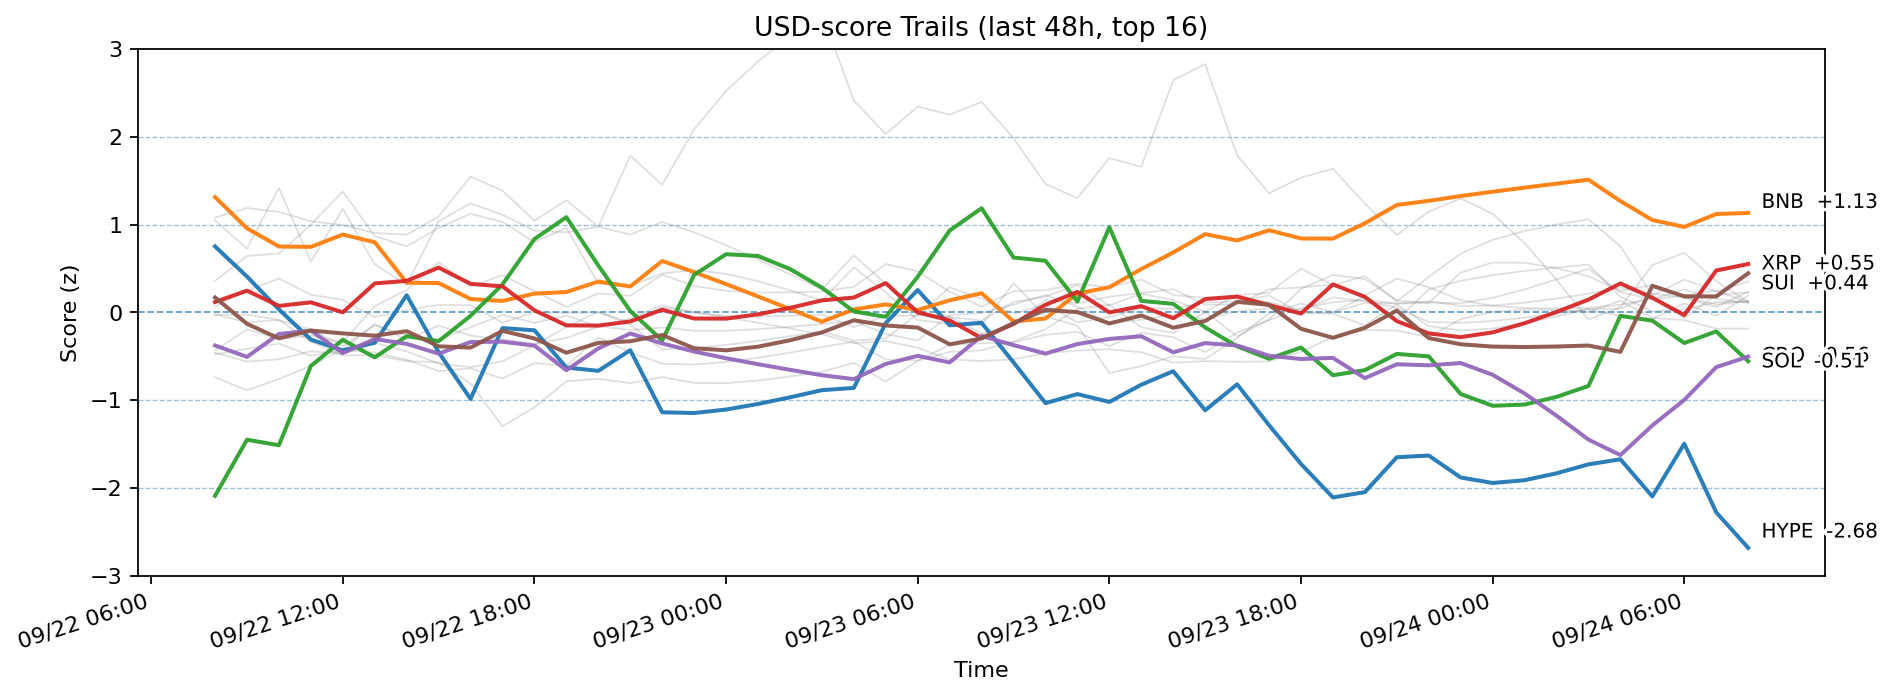 USD-score Trails (last 48h, top 16)
Score (z)
3
2
1
0
−1
−2
−3
BNB +1.13
XRP +0.55
SUI +0.44
SOL -0.51
HYPE -2.68
09/22 06:00
09/22 12:00
09/22 18:00
09/23 00:00
09/23 06:00
09/23 12:00
09/23 18:00
09/24 00:00
09/24 06:00
Time